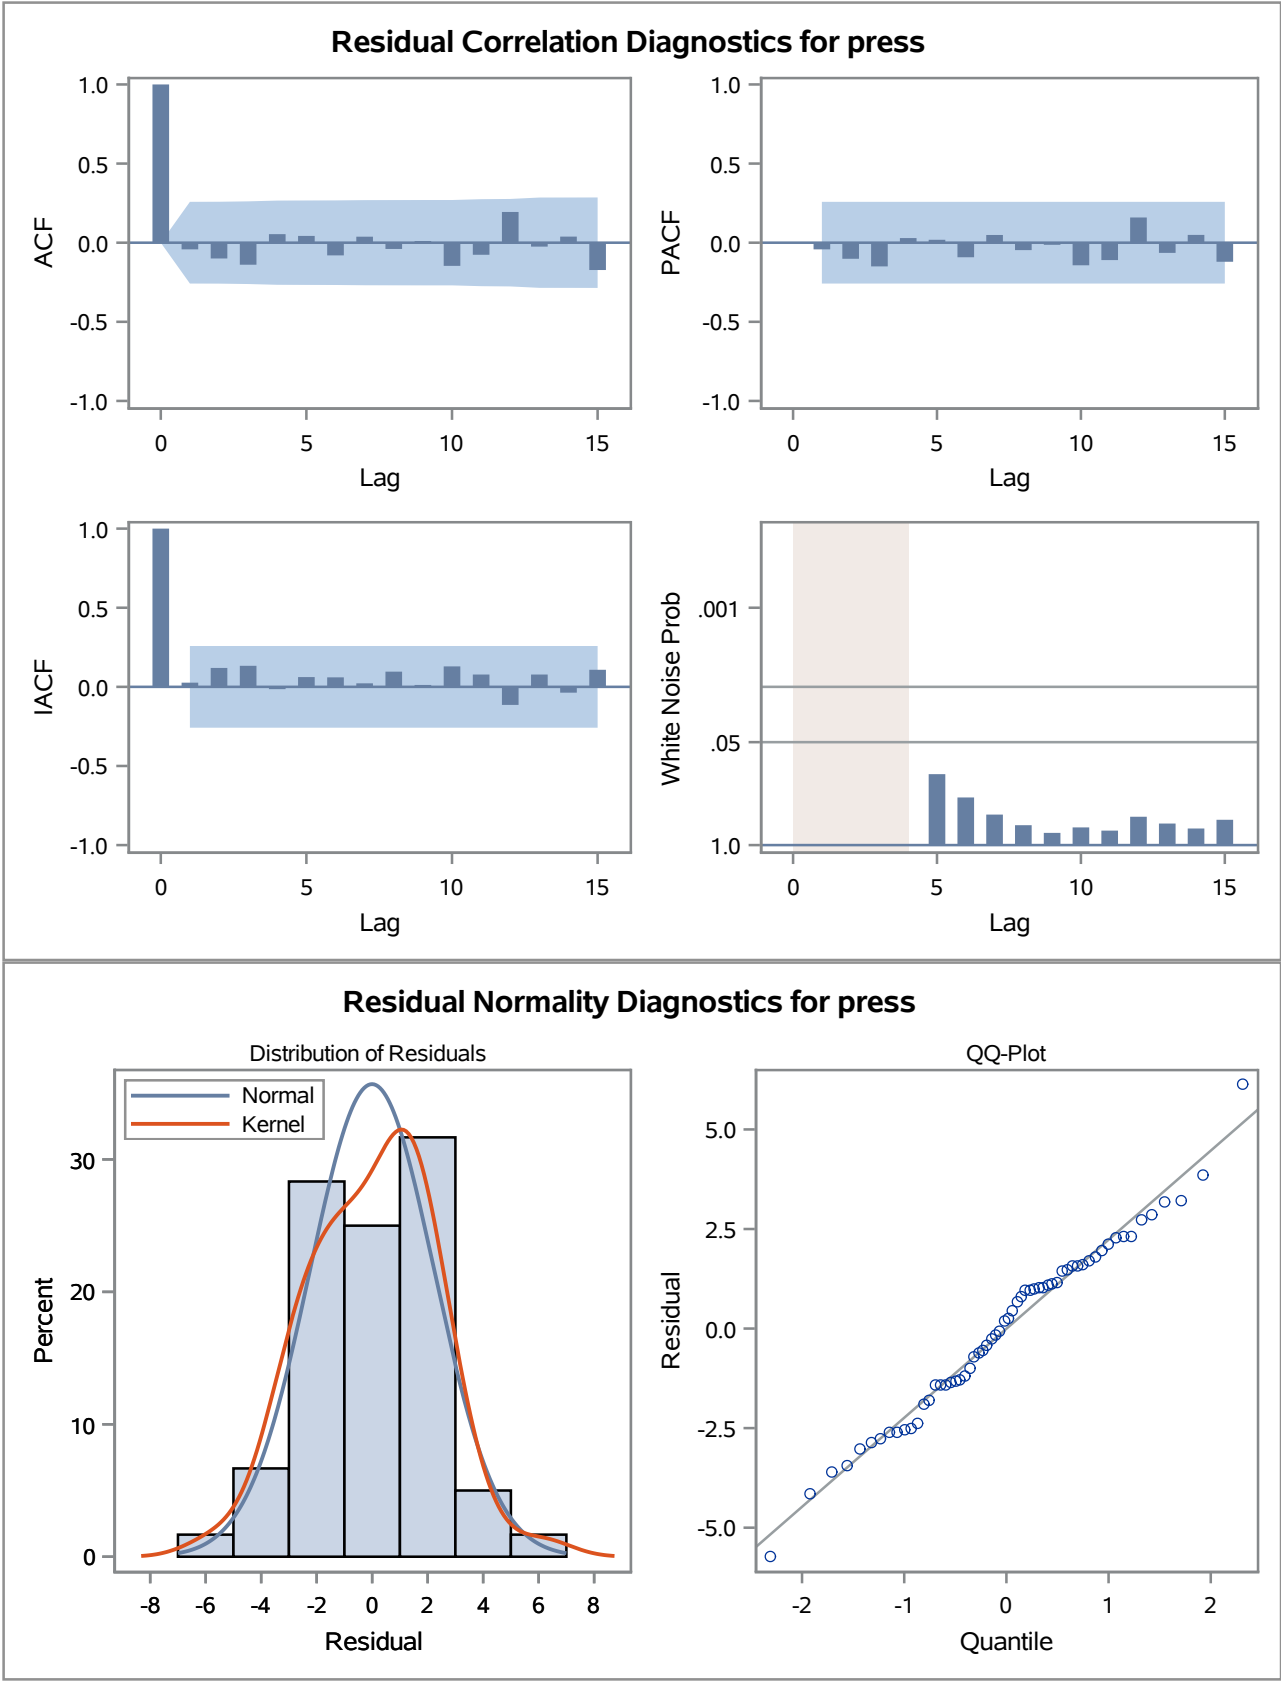 Residual Correlation Diagnostics for press
1.0
0.5
0.0
-0.5
-1.0
ACF
0 5 10 15
Lag
1.0
0.5
0.0
-0.5
-1.0
PACF
0 5 10 15
Lag
1.0
0.5
0.0
-0.5
-1.0
IACF
0 5 10 15
Lag
.001
.05
1.0
White Noise Prob
0 5 10 15
Lag
Residual Normality Diagnostics for press
Distribution of Residuals
Normal
Kernel
30
20
10
0
Percent
-8 -6 -4 -2 0 2 4 6 8
Residual
QQ-Plot
5.0
2.5
0.0
-2.5
-5.0
Residual
-2 -1 0 1 2
Quantile